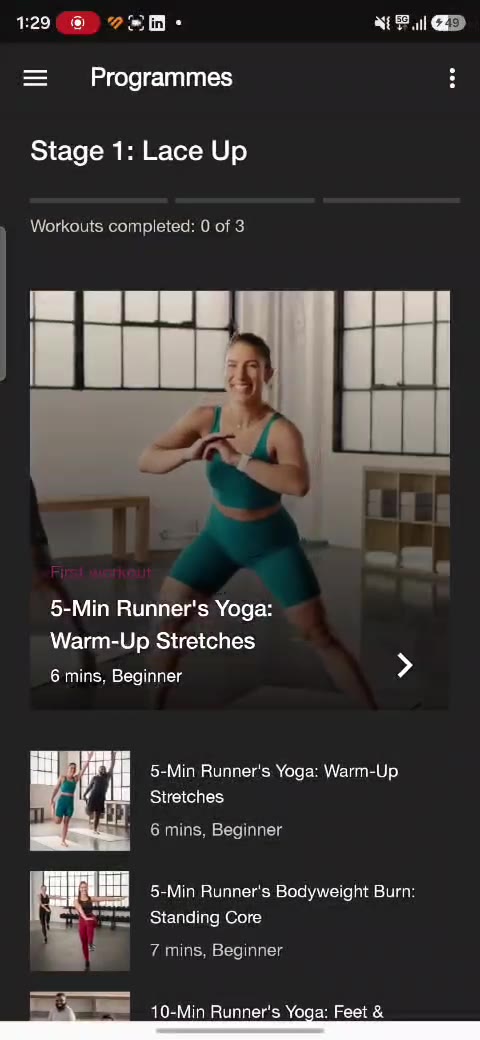 1:29
49
Programmes
Stage 1: Lace Up
Workouts completed: 0 of 3
First workout
5-Min Runner's Yoga:
Warm-Up Stretches
6 mins, Beginner
5-Min Runner's Yoga: Warm-Up
Stretches
6 mins, Beginner
5-Min Runner's Bodyweight Burn:
Standing Core
7 mins, Beginner
10-Min Runner's Yoga: Feet &